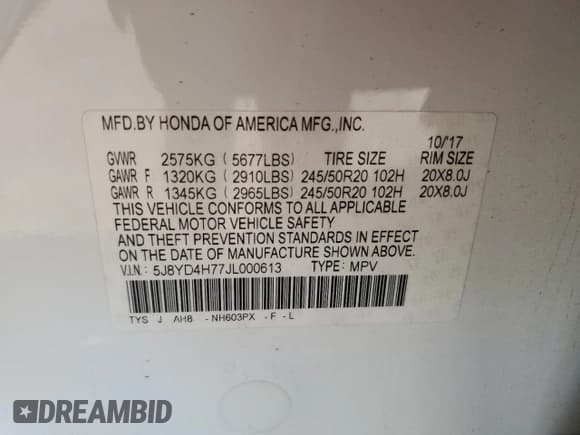 MFD.BY HONDA OF AMERICA MFG.,INC.
10/'17
GVWR 2575KG (5677LBS) TIRE SIZE RIM SIZE
GAWR F 1320KG (2910LBS) 245/50R20 102H 20X8.0J
GAWR R 1345KG (2965LBS) 245/50R20 102H 20X8.0J
THIS VEHICLE CONFORMS TO ALL APPLICABLE
FEDERAL MOTOR VEHICLE SAFETY
AND THEFT PREVENTION STANDARDS IN EFFECT
ON THE DATE OF MANUFACTURE SHOWN ABOVE.
V.I.N.: 5J8YD4H77JL000613 TYPE: MPV
TYS J AH8 - NH603PX - F - L
DREAMBID